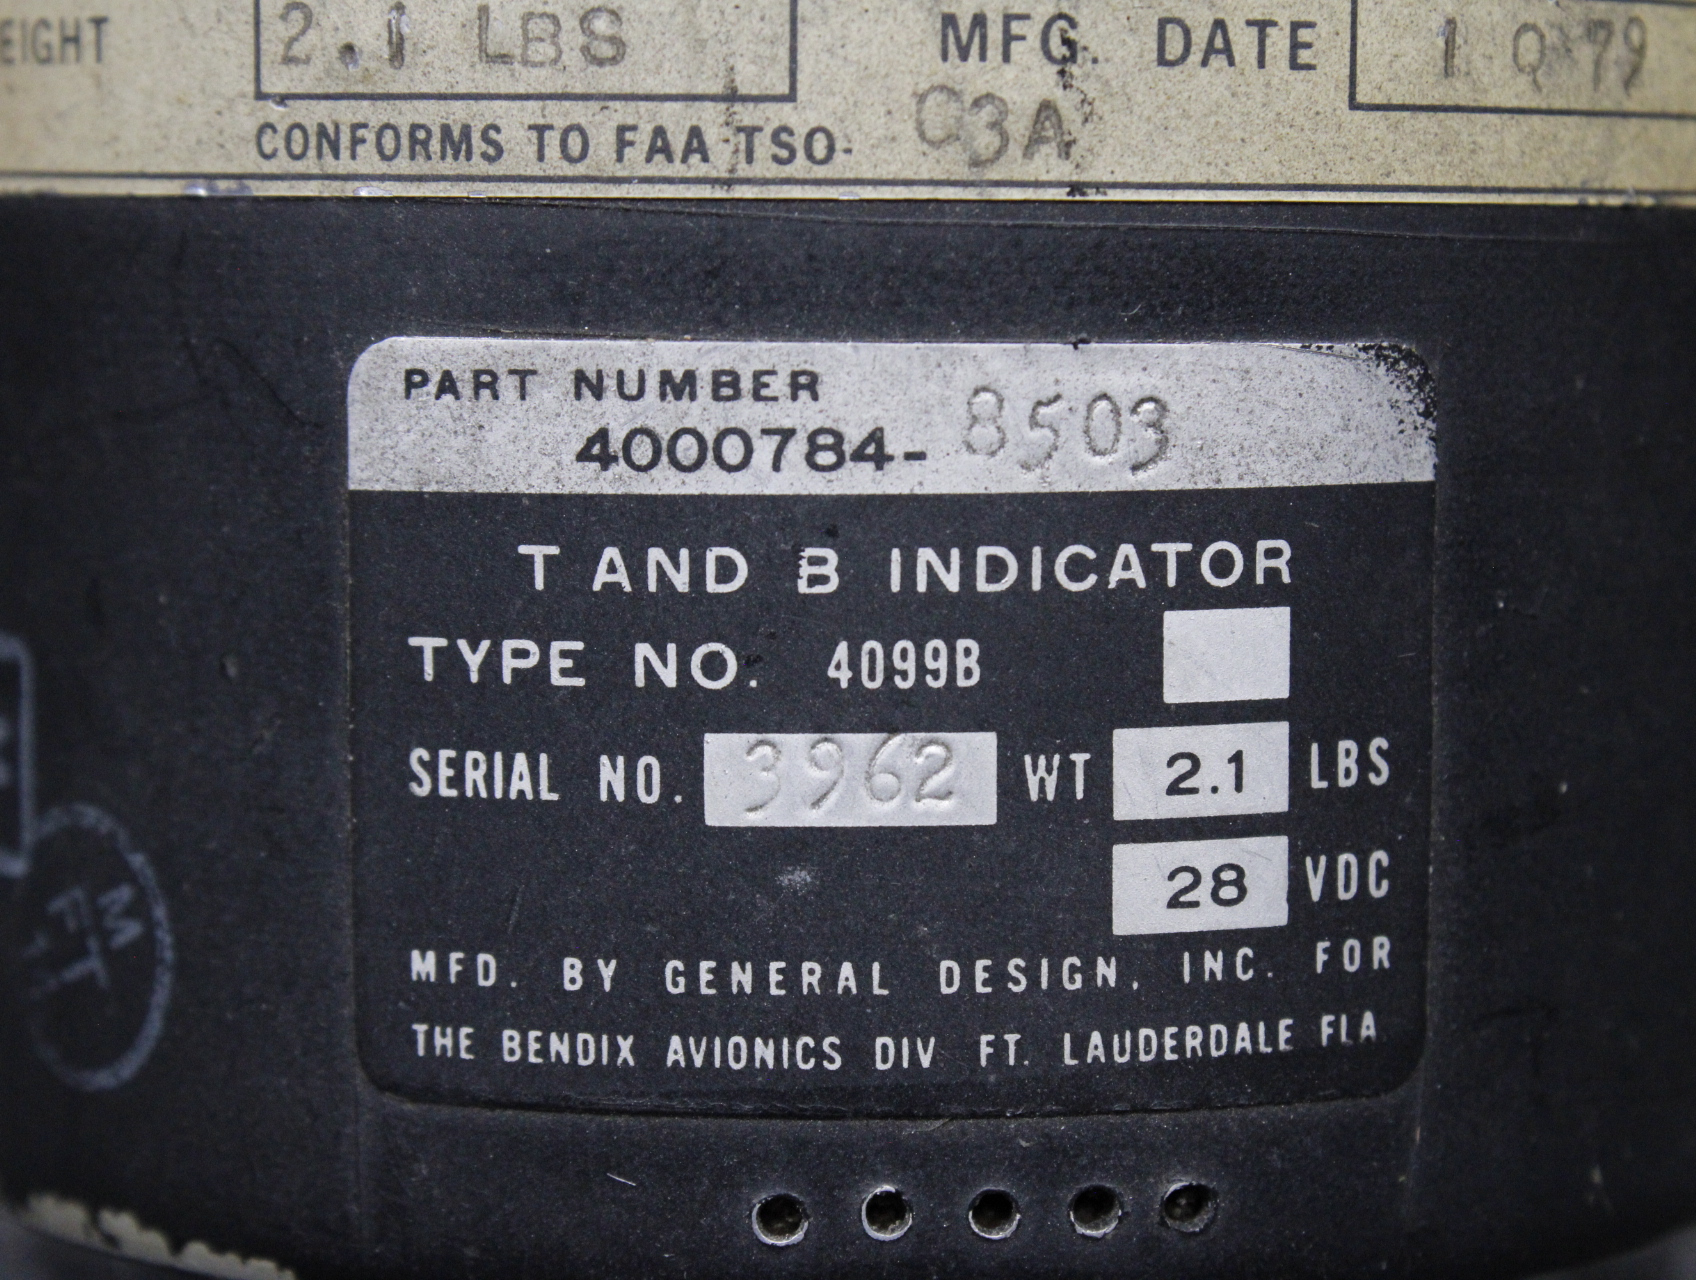 EIGHT 2.1 LBS MFG. DATE 1 Q 79
CONFORMS TO FAA TSO- C3A
PART NUMBER
4000784- 8503
T AND B INDICATOR
TYPE NO. 4099B
SERIAL NO. 3962 WT 2.1 LBS
28 VDC
MFD. BY GENERAL DESIGN, INC. FOR
THE BENDIX AVIONICS DIV FT. LAUDERDALE FLA
M
FT